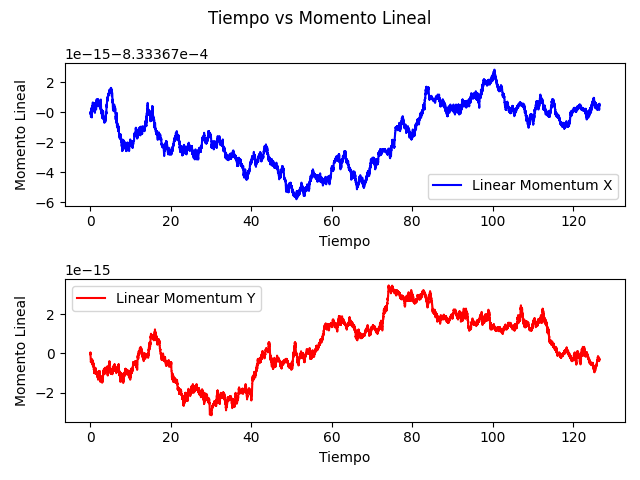 Tiempo vs Momento Lineal
1e−15−8.33367e−4
2
−0
−2
−4
−6
Momento Lineal
Linear Momentum X
0 20 40 60 80 100 120
Tiempo
1e−15
2
0
−2
Momento Lineal
Linear Momentum Y
0 20 40 60 80 100 120
Tiempo